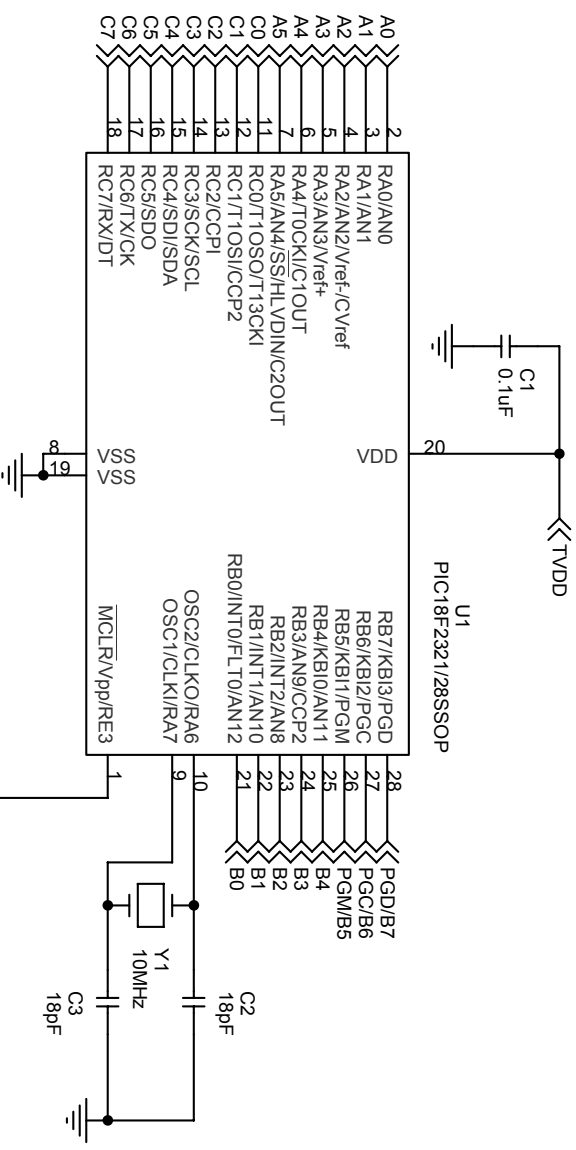 U1
PIC18F2321/28SSOP
TVDD
C1
0.1uF
A0
A1
A2
A3
A4
A5
C0
C1
C2
C3
C4
C5
C6
C7
2
3
4
5
6
7
11
12
13
14
15
16
17
18
RA0/AN0
RA1/AN1
RA2/AN2/Vref-/CVref
RA3/AN3/Vref+
RA4/T0CKI/C1OUT
RA5/AN4/SS/HLVDIN/C2OUT
RC0/T1OSO/T13CKI
RC1/T1OSI/CCP2
RC2/CCPI
RC3/SCK/SCL
RC4/SDI/SDA
RC5/SDO
RC6/TX/CK
RC7/RX/DT
VDD
20
VSS
8
VSS
19
RB7/KBI3/PGD
RB6/KBI2/PGC
RB5/KBI1/PGM
RB4/KBI0/AN11
RB3/AN9/CCP2
RB2/INT2/AN8
RB1/INT1/AN10
RB0/INT0/FLT0/AN12
OSC2/CLKO/RA6
OSC1/CLKI/RA7
MCLR/Vpp/RE3
28
27
26
25
24
23
22
21
10
9
1
PGD/B7
PGC/B6
PGM/B5
B4
B3
B2
B1
B0
Y1
10MHz
C2
18pF
C3
18pF